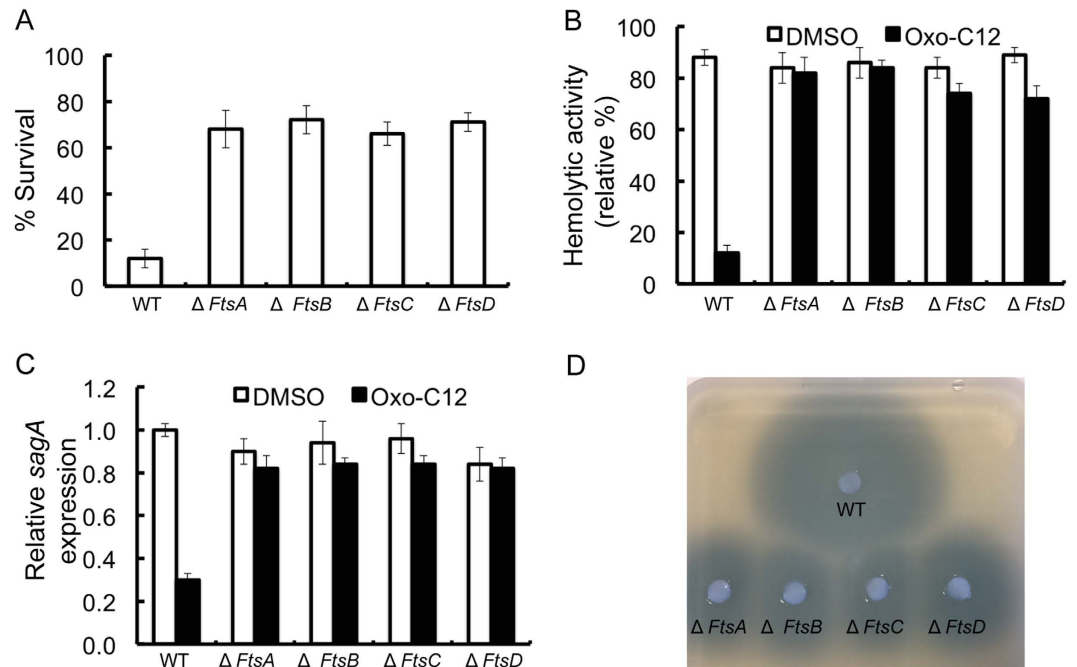 A
100
80
60
40
20
0
% Survival
WT
Δ FtsA
Δ FtsB
Δ FtsC
Δ FtsD
B
DMSO
Oxo-C12
100
80
60
40
20
0
Hemolytic activity
(relative %)
WT
Δ FtsA
Δ FtsB
Δ FtsC
Δ FtsD
C
DMSO
Oxo-C12
1.2
1.0
0.8
0.6
0.4
0.2
0.0
Relative sagA
expression
WT
Δ FtsA
Δ FtsB
Δ FtsC
Δ FtsD
D
WT
Δ FtsA
Δ FtsB
Δ FtsC
Δ FtsD